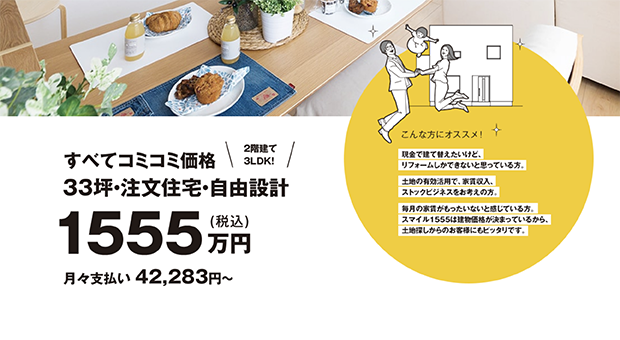 すべてコミコミ価格
2階建て
3LDK!
33坪・注文住宅・自由設計
1555万円(税込)
月々支払い 42,283円〜
こんな方にオススメ!
現金で建て替えたいけど、
リフォームしかできないと思っている方。
土地の有効活用で、家賃収入、
ストックビジネスをお考えの方。
毎月の家賃がもったいないと感じている方。
スマイル1555は建物価格が決まっているから、
土地探しからのお客様にもピッタリです。